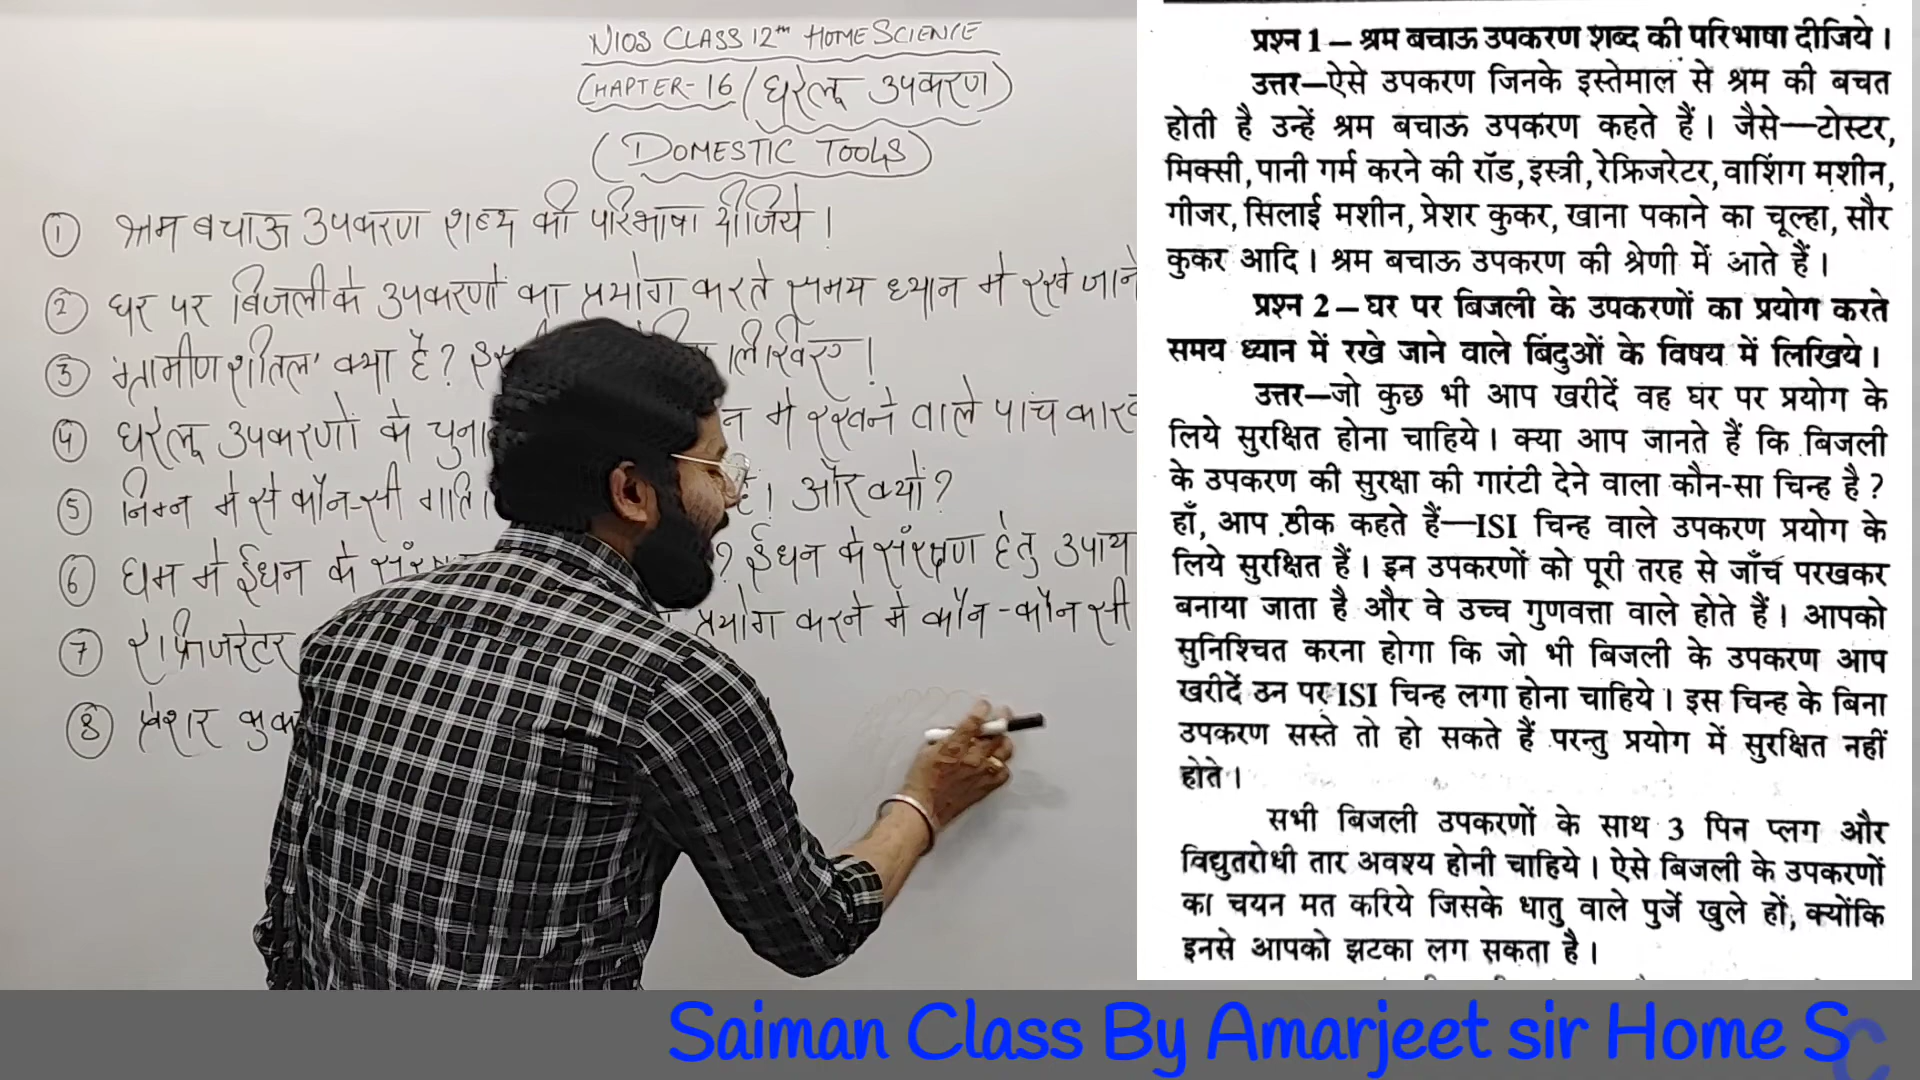 NIOS CLASS 12th HOME SCIENCE
CHAPTER-16 (घरेलू उपकरण)
(DOMESTIC TOOLS)
① श्रम बचाऊ उपकरण शब्द की परिभाषा दीजिये।
② घर पर बिजली के उपकरणों का प्रयोग करते समय ध्यान मे रखे जाने
③ 'ग्रामीण शीतल' क्या है? लिखिए।
④ घरेलू उपकरणों के मे रखने वाले पांच
⑤ निम्न मे से कौन-सी और क्यों?
⑥ मे ईंधन के ? ईंधन के संरक्षण हेतु उपाय
⑦ रेफ्रिजरेटर प्रयोग करने मे कौन-कौन सी
⑧ प्रेशर
प्रश्न 1 – श्रम बचाऊ उपकरण शब्द की परिभाषा दीजिये।
उत्तर—ऐसे उपकरण जिनके इस्तेमाल से श्रम की बचत
होती है उन्हें श्रम बचाऊ उपकरण कहते हैं। जैसे—टोस्टर,
मिक्सी, पानी गर्म करने की रॉड, इस्त्री, रेफ्रिजरेटर, वाशिंग मशीन,
गीजर, सिलाई मशीन, प्रेशर कुकर, खाना पकाने का चूल्हा, सौर
कुकर आदि। श्रम बचाऊ उपकरण की श्रेणी में आते हैं।
प्रश्न 2 – घर पर बिजली के उपकरणों का प्रयोग करते
समय ध्यान में रखे जाने वाले बिंदुओं के विषय में लिखिये।
उत्तर—जो कुछ भी आप खरीदें वह घर पर प्रयोग के
लिये सुरक्षित होना चाहिये। क्या आप जानते हैं कि बिजली
के उपकरण की सुरक्षा की गारंटी देने वाला कौन-सा चिन्ह है?
हाँ, आप ठीक कहते हैं—ISI चिन्ह वाले उपकरण प्रयोग के
लिये सुरक्षित हैं। इन उपकरणों को पूरी तरह से जाँच परखकर
बनाया जाता है और वे उच्च गुणवत्ता वाले होते हैं। आपको
सुनिश्चित करना होगा कि जो भी बिजली के उपकरण आप
खरीदें उन पर ISI चिन्ह लगा होना चाहिये। इस चिन्ह के बिना
उपकरण सस्ते तो हो सकते हैं परन्तु प्रयोग में सुरक्षित नहीं
होते।
सभी बिजली उपकरणों के साथ 3 पिन प्लग और
विद्युतरोधी तार अवश्य होनी चाहिये। ऐसे बिजली के उपकरणों
का चयन मत करिये जिसके धातु वाले पुर्जे खुले हों, क्योंकि
इनसे आपको झटका लग सकता है।
Saiman Class By Amarjeet sir Home S